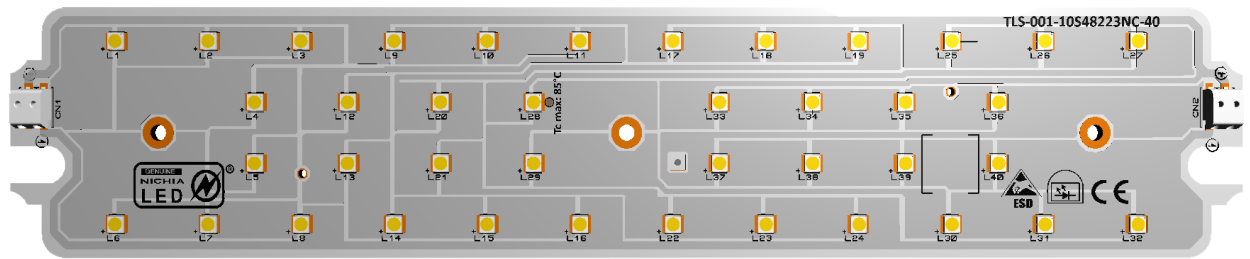 TLS-001-10S48223NC-40
L1 L2 L3 L9 L10 L11 L17 L18 L19 L25 L26 L27
CN1
L4 L12 L20 L28
Tc max: 85°C
L33 L34 L35 L36
CN2
L5 L13 L21 L29 L37 L38 L39 L40
GENUINE
NICHIA
LED
®
ESD
CE
L6 L7 L8 L14 L15 L16 L22 L23 L24 L30 L31 L32